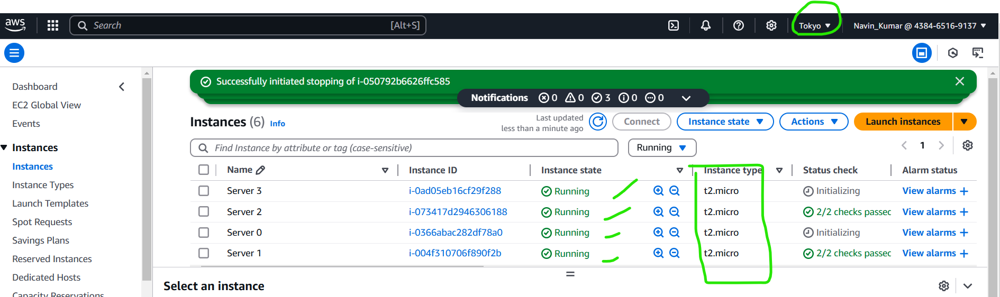 aws
Search [Alt+S]
Tokyo
Navin_Kumar @ 4384-6516-9137
Dashboard
EC2 Global View
Events
Instances
Instances
Instance Types
Launch Templates
Spot Requests
Savings Plans
Reserved Instances
Dedicated Hosts
Capacity Reservations
Successfully initiated stopping of i-050792b6626ffc585
Notifications 0 0 3 0 0
Instances (6) Info
Last updated
less than a minute ago
Connect Instance state Actions Launch instances
Find Instance by attribute or tag (case-sensitive) Running 1
Name Instance ID Instance state Instance type Status check Alarm status
Server 3 i-0ad05eb16cf29f288 Running t2.micro Initializing View alarms +
Server 2 i-073417d2946306188 Running t2.micro 2/2 checks passed View alarms +
Server 0 i-0366abac282df78a0 Running t2.micro Initializing View alarms +
Server 1 i-004f310706f890f2b Running t2.micro 2/2 checks passed View alarms +
Select an instance